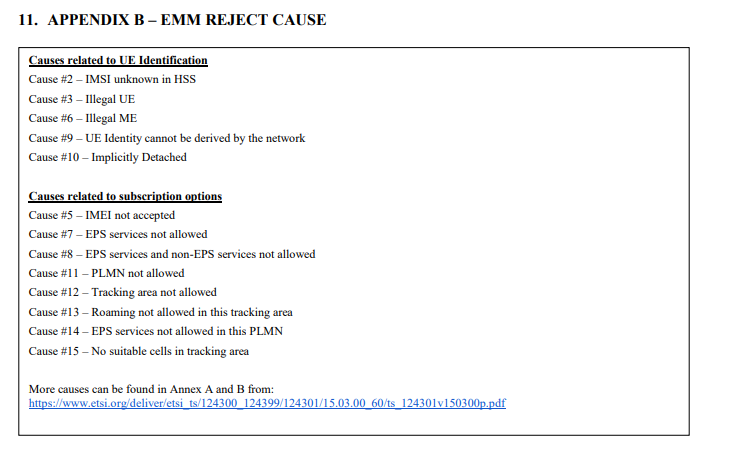 11. APPENDIX B – EMM REJECT CAUSE
Causes related to UE Identification
Cause #2 – IMSI unknown in HSS
Cause #3 – Illegal UE
Cause #6 – Illegal ME
Cause #9 – UE Identity cannot be derived by the network
Cause #10 – Implicitly Detached
Causes related to subscription options
Cause #5 – IMEI not accepted
Cause #7 – EPS services not allowed
Cause #8 – EPS services and non-EPS services not allowed
Cause #11 – PLMN not allowed
Cause #12 – Tracking area not allowed
Cause #13 – Roaming not allowed in this tracking area
Cause #14 – EPS services not allowed in this PLMN
Cause #15 – No suitable cells in tracking area
More causes can be found in Annex A and B from:
https://www.etsi.org/deliver/etsi_ts/124300_124399/124301/15.03.00_60/ts_124301v150300p.pdf